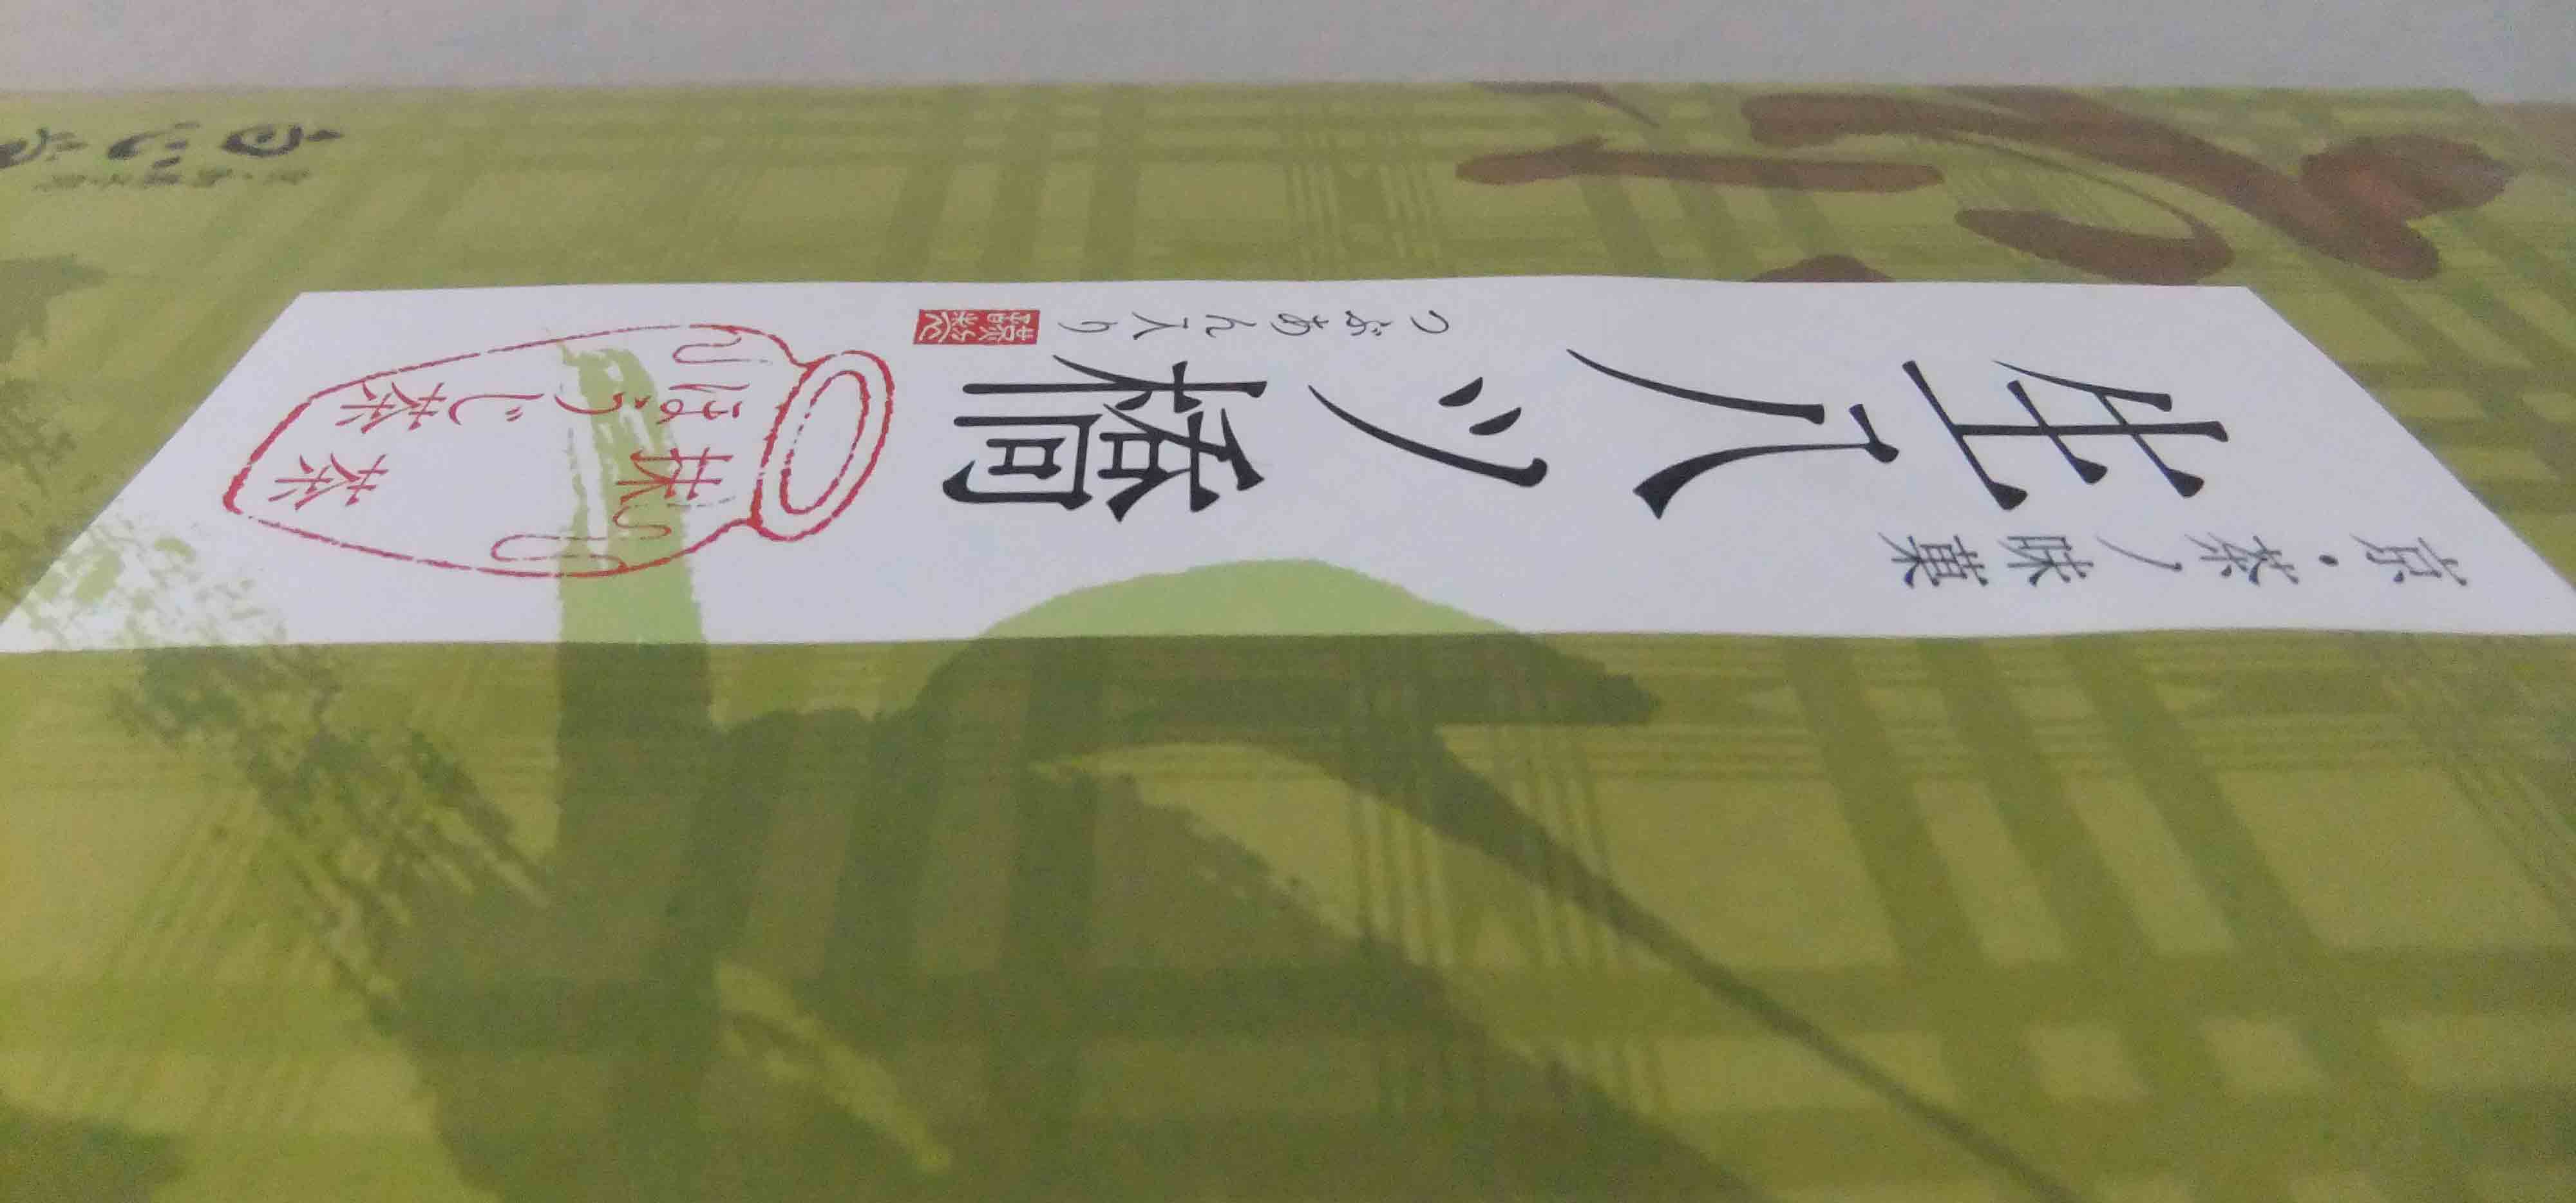 京・茶ノ味菓
生八ツ橋
つぶあん入り
抹茶
ほうじ茶